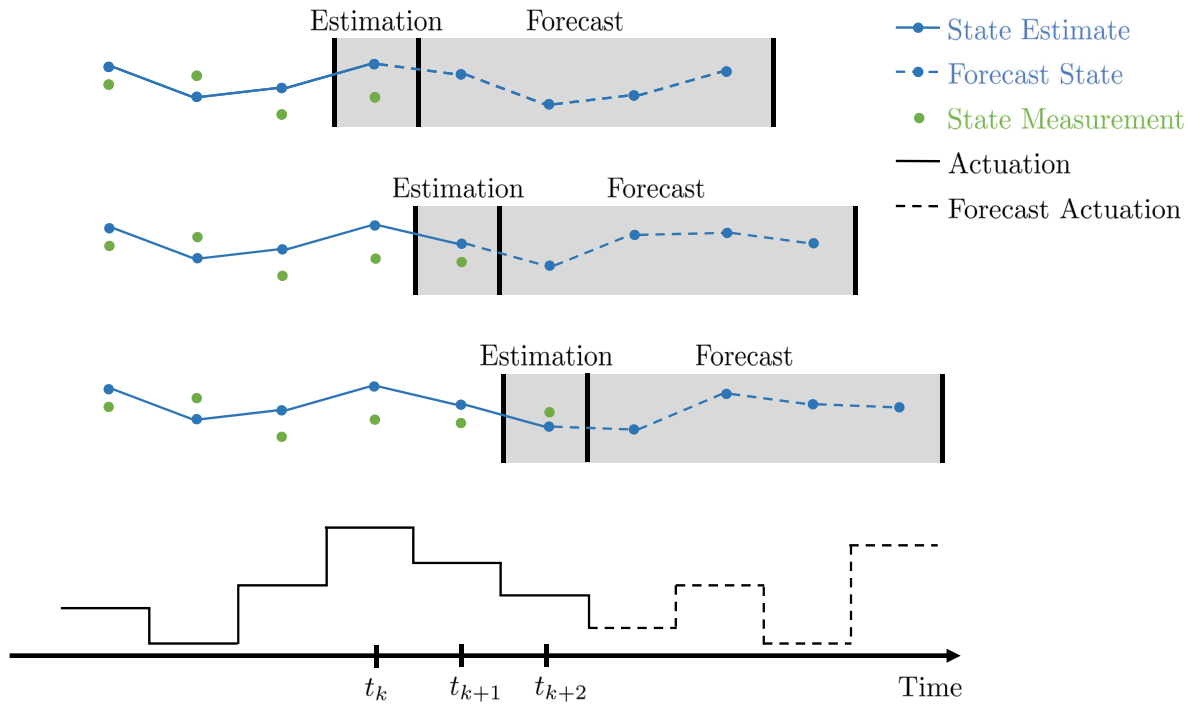 Estimation Forecast
State Estimate
Forecast State
State Measurement
Actuation
Forecast Actuation
Estimation Forecast
Estimation Forecast
t_k t_{k+1} t_{k+2} Time